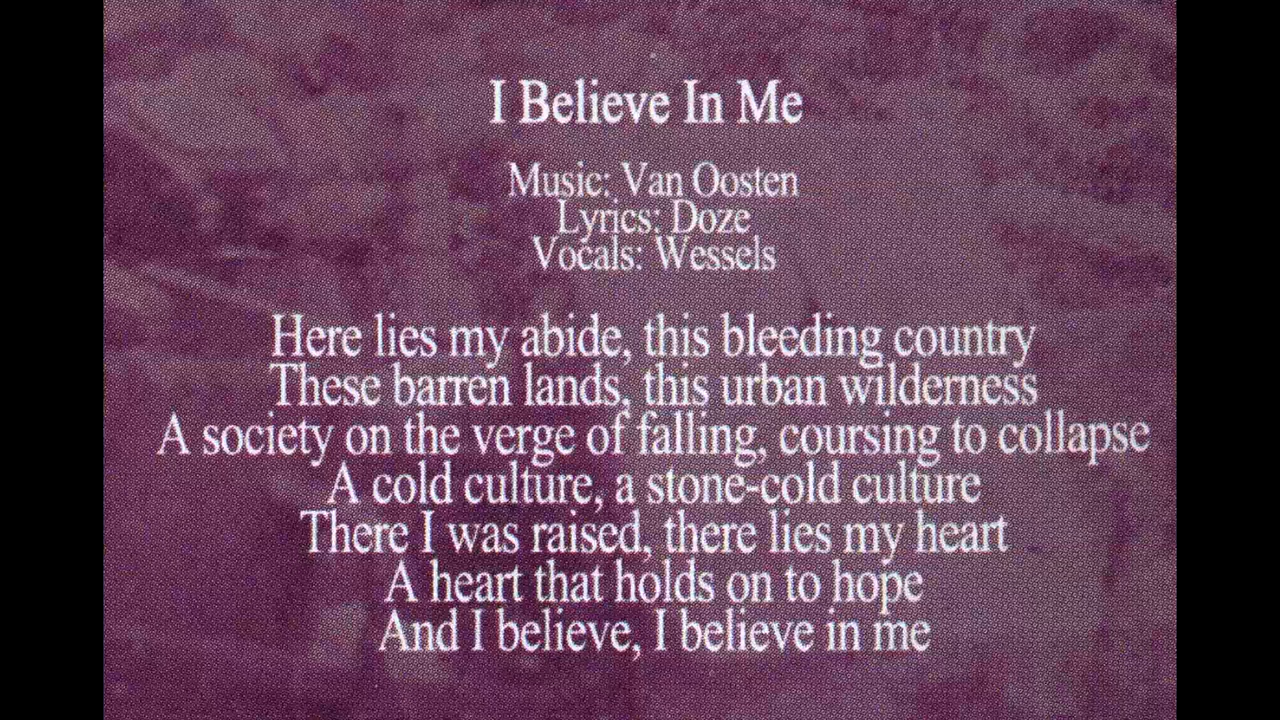 I Believe In Me
Music: Van Oosten
Lyrics: Doze
Vocals: Wessels
Here lies my abide, this bleeding country
These barren lands, this urban wilderness
A society on the verge of falling, coursing to collapse
A cold culture, a stone-cold culture
There I was raised, there lies my heart
A heart that holds on to hope
And I believe, I believe in me